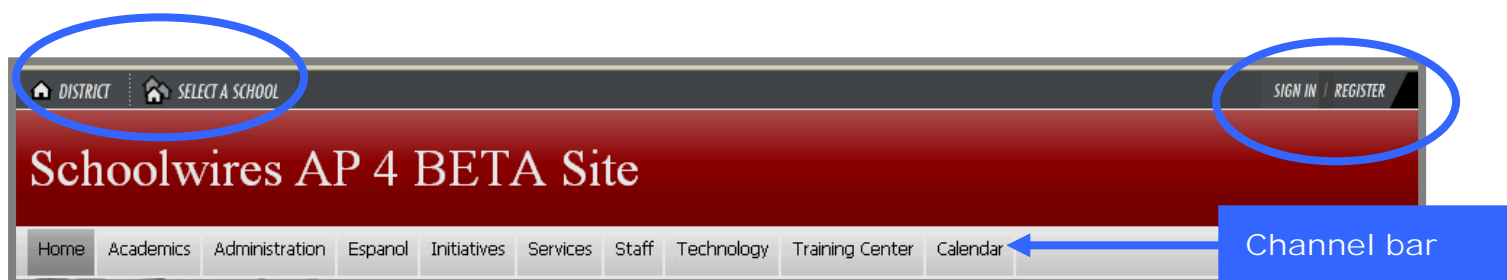 DISTRICT SELECT A SCHOOL SIGN IN / REGISTER
Schoolwires AP 4 BETA Site
Home Academics Administration Espanol Initiatives Services Staff Technology Training Center Calendar Channel bar